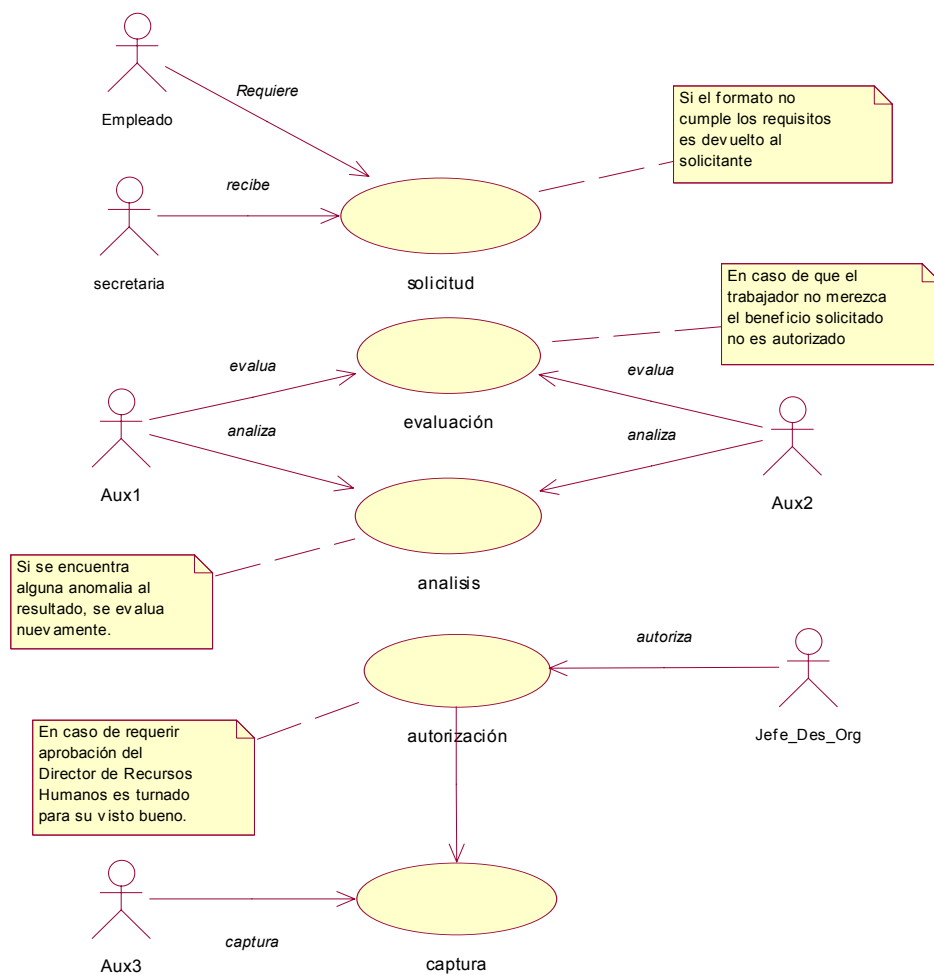 Requiere
Empleado
Si el formato no
cumple los requisitos
es devuelto al
solicitante
recibe
secretaria
solicitud
En caso de que el
trabajador no merezca
el beneficio solicitado
no es autorizado
evalua
evalua
evaluación
analiza
analiza
Aux1
Aux2
Si se encuentra
alguna anomalia al
resultado, se evalua
nuevamente.
analisis
autoriza
En caso de requerir
aprobación del
Director de Recursos
Humanos es turnado
para su visto bueno.
autorización
Jefe_Des_Org
captura
Aux3
captura